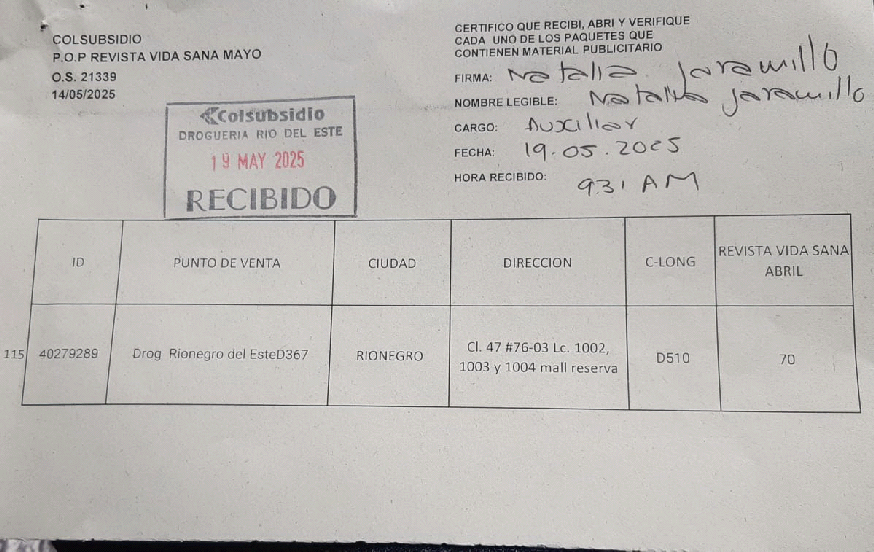 COLSUBSIDIO
P.O.P REVISTA VIDA SANA MAYO
O.S. 21339
14/05/2025
Colsubsidio
DROGUERIA RIO DEL ESTE
19 MAY 2025
RECIBIDO
CERTIFICO QUE RECIBI, ABRI Y VERIFIQUE
CADA UNO DE LOS PAQUETES QUE
CONTIENEN MATERIAL PUBLICITARIO
FIRMA: Natalia Jaramillo
NOMBRE LEGIBLE: Natalia Jaramillo
CARGO: Auxiliar
FECHA: 19.05.2025
HORA RECIBIDO: 931 AM
ID PUNTO DE VENTA CIUDAD DIRECCION C-LONG REVISTA VIDA SANA
ABRIL
115 40279289 Drog Rionegro del EsteD367 RIONEGRO Cl. 47 #76-03 Lc. 1002, D510 70
1003 y 1004 mall reserva